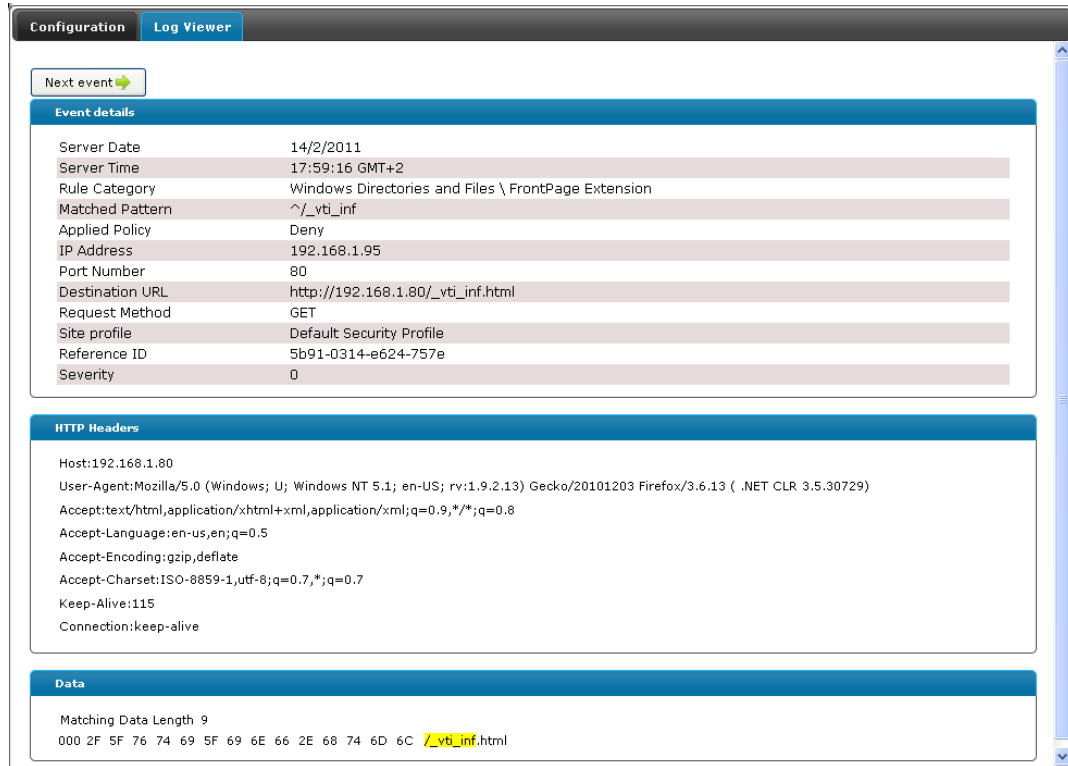 Configuration Log Viewer
Next event
Event details
Server Date 14/2/2011
Server Time 17:59:16 GMT+2
Rule Category Windows Directories and Files \ FrontPage Extension
Matched Pattern ^/_vti_inf
Applied Policy Deny
IP Address 192.168.1.95
Port Number 80
Destination URL http://192.168.1.80/_vti_inf.html
Request Method GET
Site profile Default Security Profile
Reference ID 5b91-0314-e624-757e
Severity 0
HTTP Headers
Host:192.168.1.80
User-Agent:Mozilla/5.0 (Windows; U; Windows NT 5.1; en-US; rv:1.9.2.13) Gecko/20101203 Firefox/3.6.13 ( .NET CLR 3.5.30729)
Accept:text/html,application/xhtml+xml,application/xml;q=0.9,*/*;q=0.8
Accept-Language:en-us,en;q=0.5
Accept-Encoding:gzip,deflate
Accept-Charset:ISO-8859-1,utf-8;q=0.7,*;q=0.7
Keep-Alive:115
Connection:keep-alive
Data
Matching Data Length 9
000 2F 5F 76 74 69 5F 69 6E 66 2E 68 74 6D 6C /_vti_inf.html